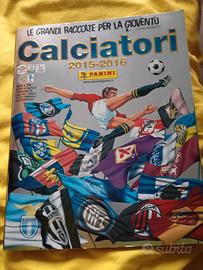 LE GRANDI RACCOLTE PER LA GIOVENTÙ
Calciatori
2015-2016
PANINI
subito